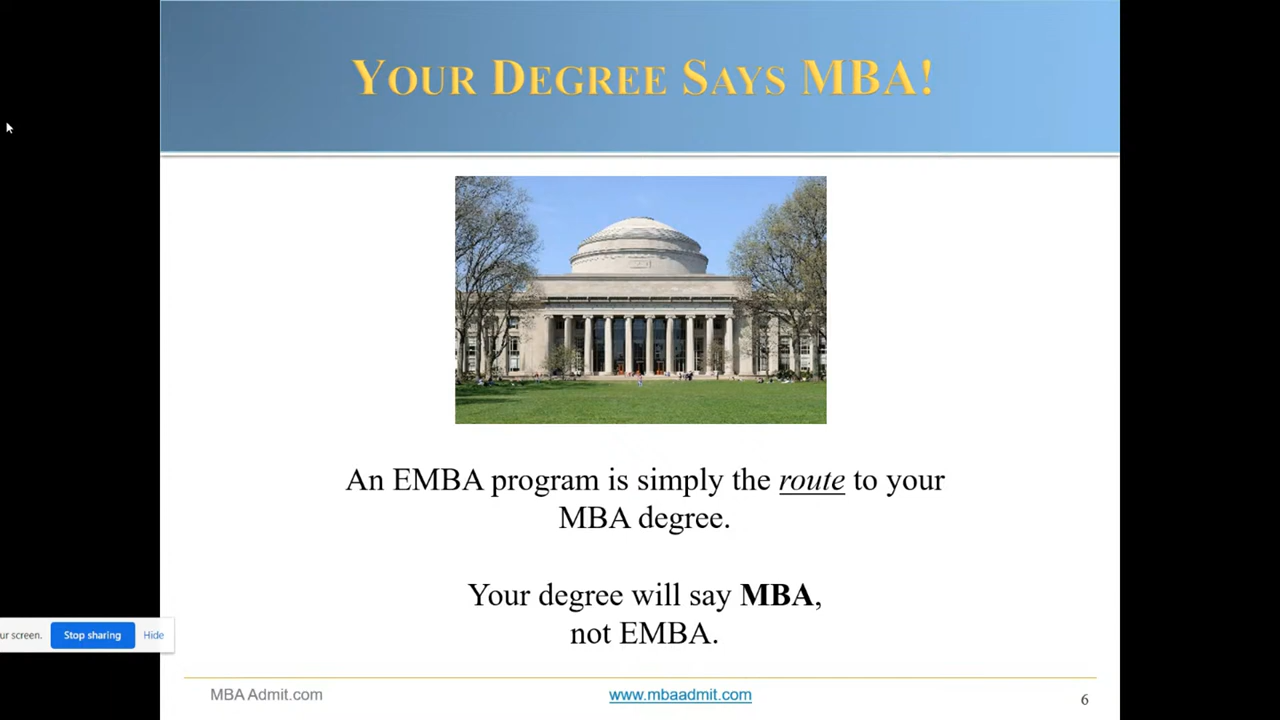 YOUR DEGREE SAYS MBA!
An EMBA program is simply the route to your
MBA degree.
Your degree will say MBA,
not EMBA.
ur screen. Stop sharing Hide
MBA Admit.com www.mbaadmit.com 6